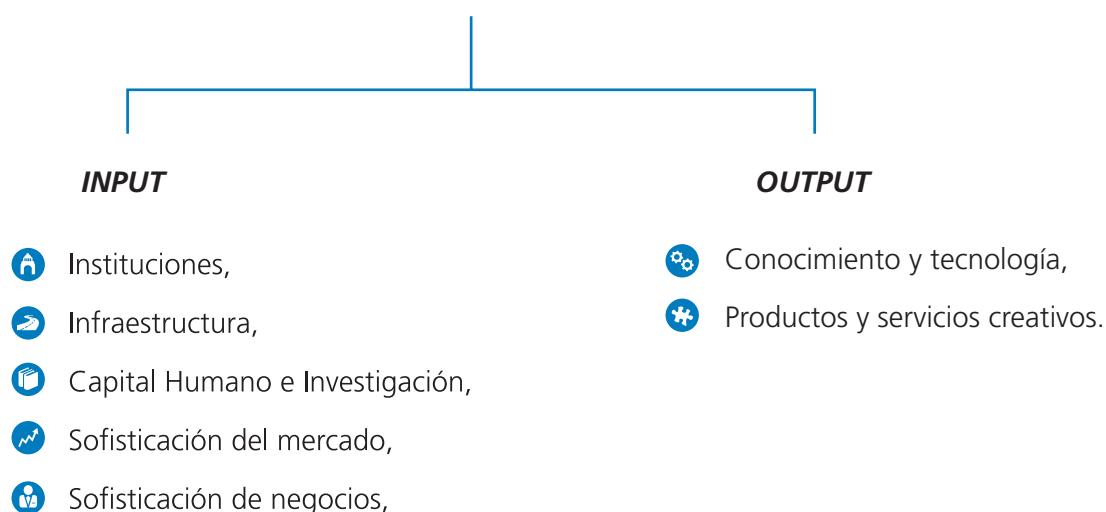 INPUT
Instituciones,
Infraestructura,
Capital Humano e Investigación,
Sofisticación del mercado,
Sofisticación de negocios,
OUTPUT
Conocimiento y tecnología,
Productos y servicios creativos.